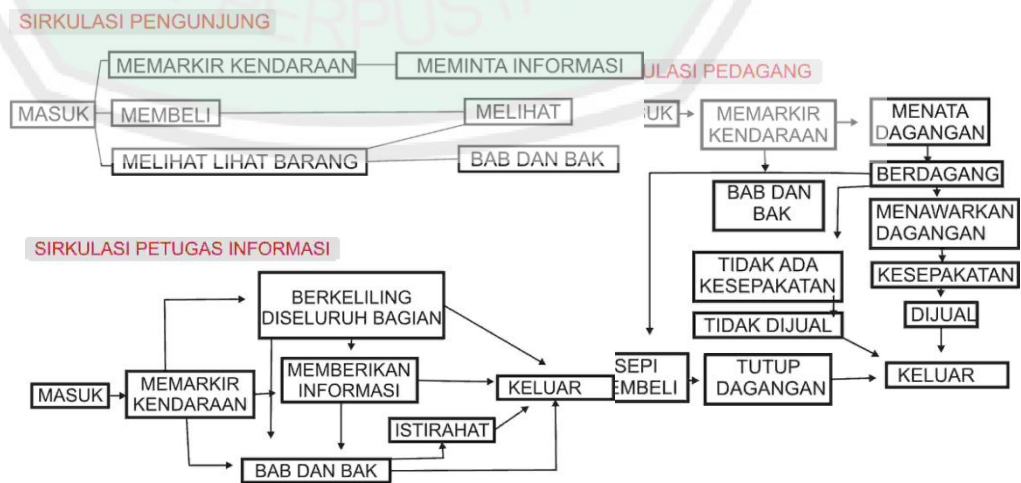 SIRKULASI PENGUNJUNG
MEMARKIR KENDARAAN
MEMINTA INFORMASI
MASUK
MEMBELI
MELIHAT
MELIHAT LIHAT BARANG
BAB DAN BAK
ULASI PEDAGANG
UK
MEMARKIR
KENDARAAN
MENATA
DAGANGAN
BERDAGANG
BAB DAN
BAK
MENAWARKAN
DAGANGAN
TIDAK ADA
KESEPAKATAN
KESEPAKATAN
TIDAK DIJUAL
DIJUAL
SEPI
EMBELI
TUTUP
DAGANGAN
KELUAR
SIRKULASI PETUGAS INFORMASI
BERKELILING
DISELURUH BAGIAN
MASUK
MEMARKIR
KENDARAAN
MEMBERIKAN
INFORMASI
KELUAR
ISTIRAHAT
BAB DAN BAK